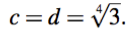 c = d = ∜3.